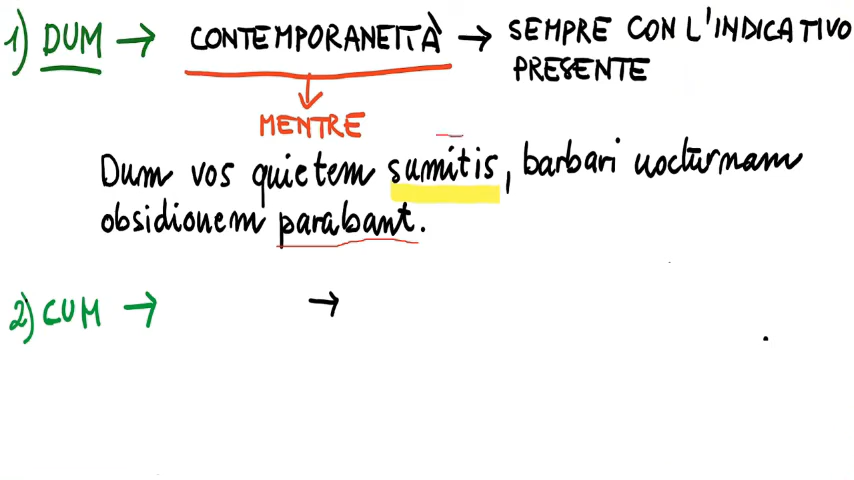 1) DUM → CONTEMPORANEITÀ → SEMPRE CON L'INDICATIVO
PRESENTE
MENTRE
Dum vos quietem sumitis, barbari nocturnam
obsidionem parabant.
2) CUM → →